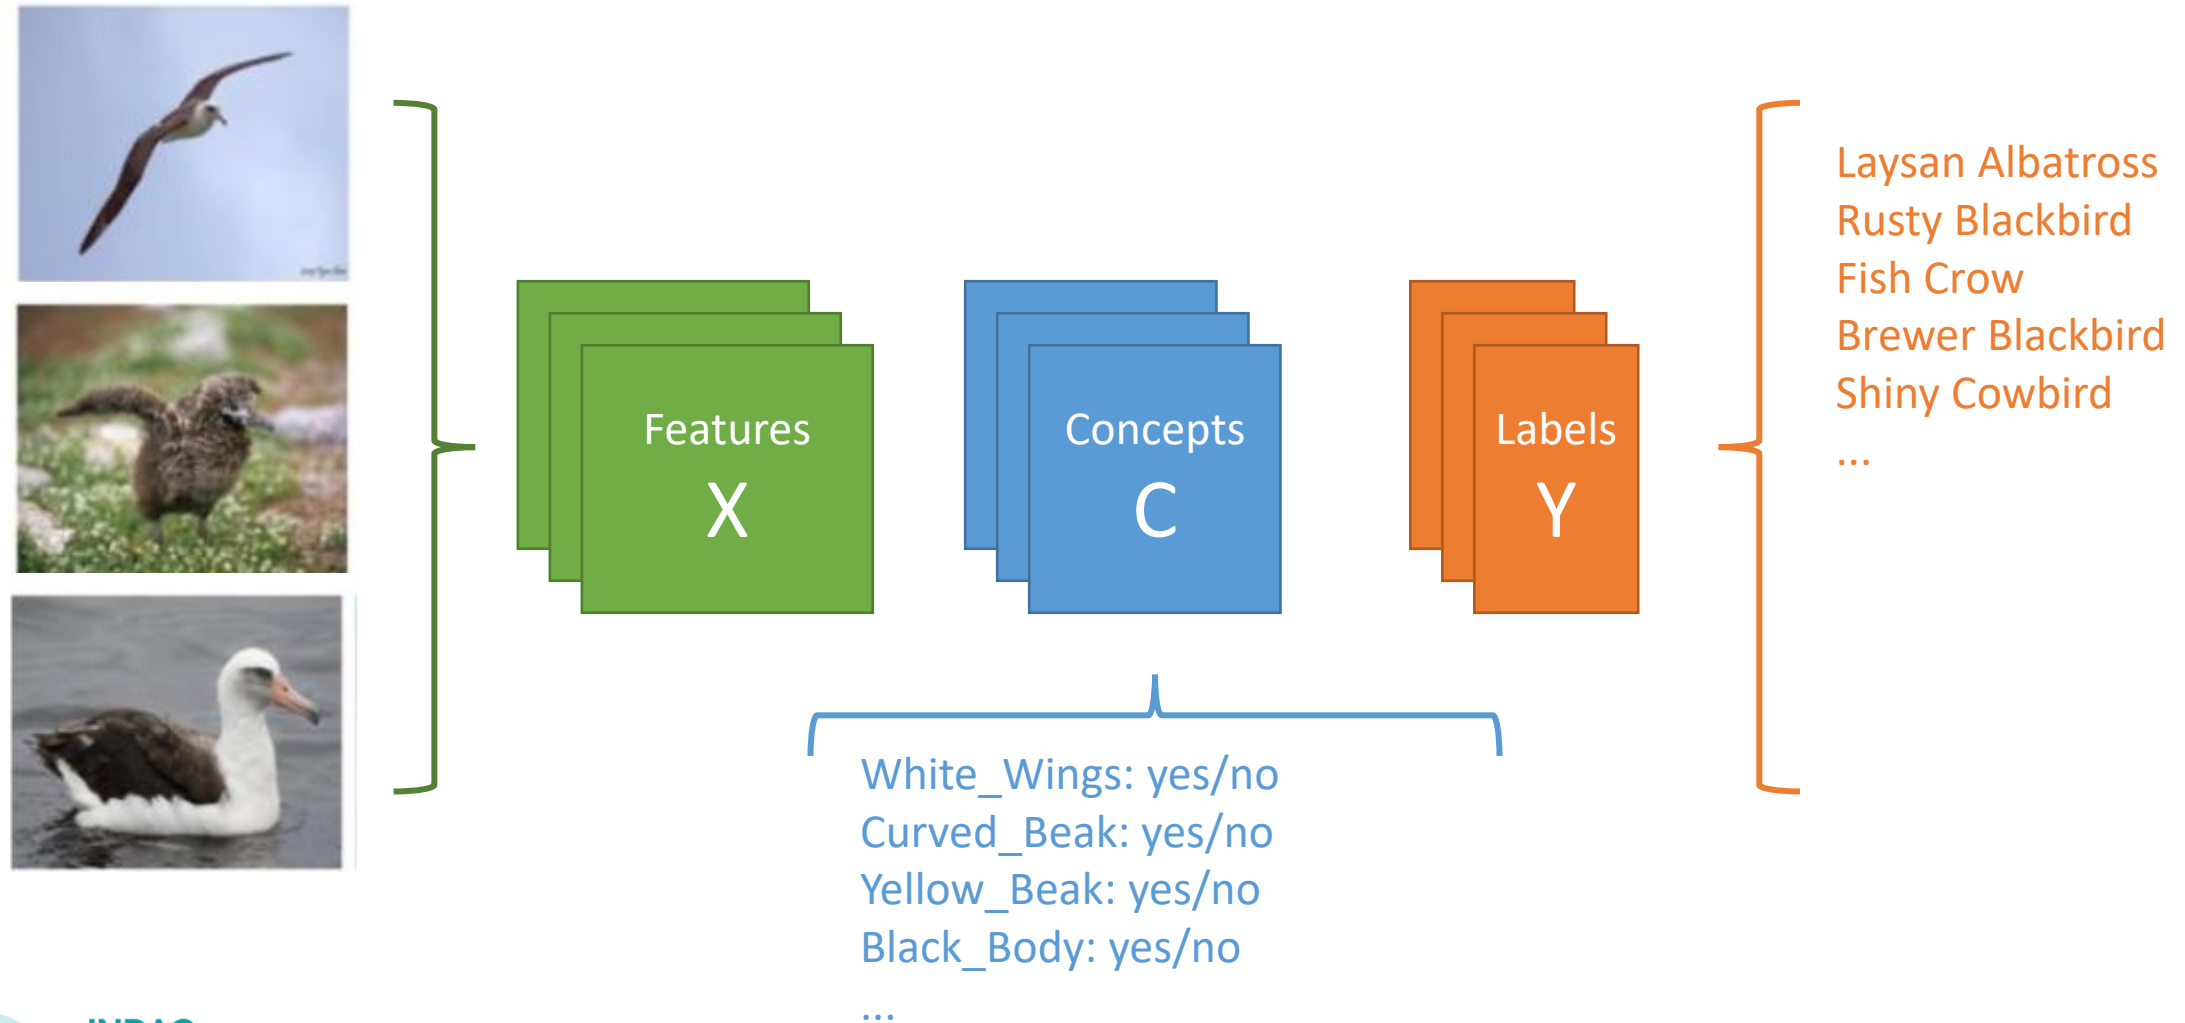 Features
X
Concepts
C
Labels
Y
Laysan Albatross
Rusty Blackbird
Fish Crow
Brewer Blackbird
Shiny Cowbird
...
White_Wings: yes/no
Curved_Beak: yes/no
Yellow_Beak: yes/no
Black_Body: yes/no
...